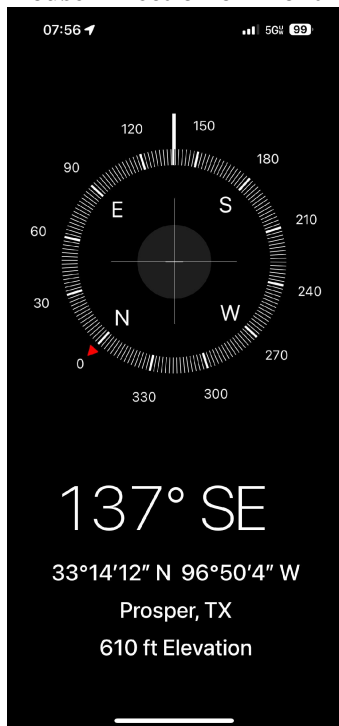 07:56 5G UW 99
120 150
90 180
E S
60 210
30 240
N W
0 270
330 300
137° SE
33°14′12″ N 96°50′4″ W
Prosper, TX
610 ft Elevation